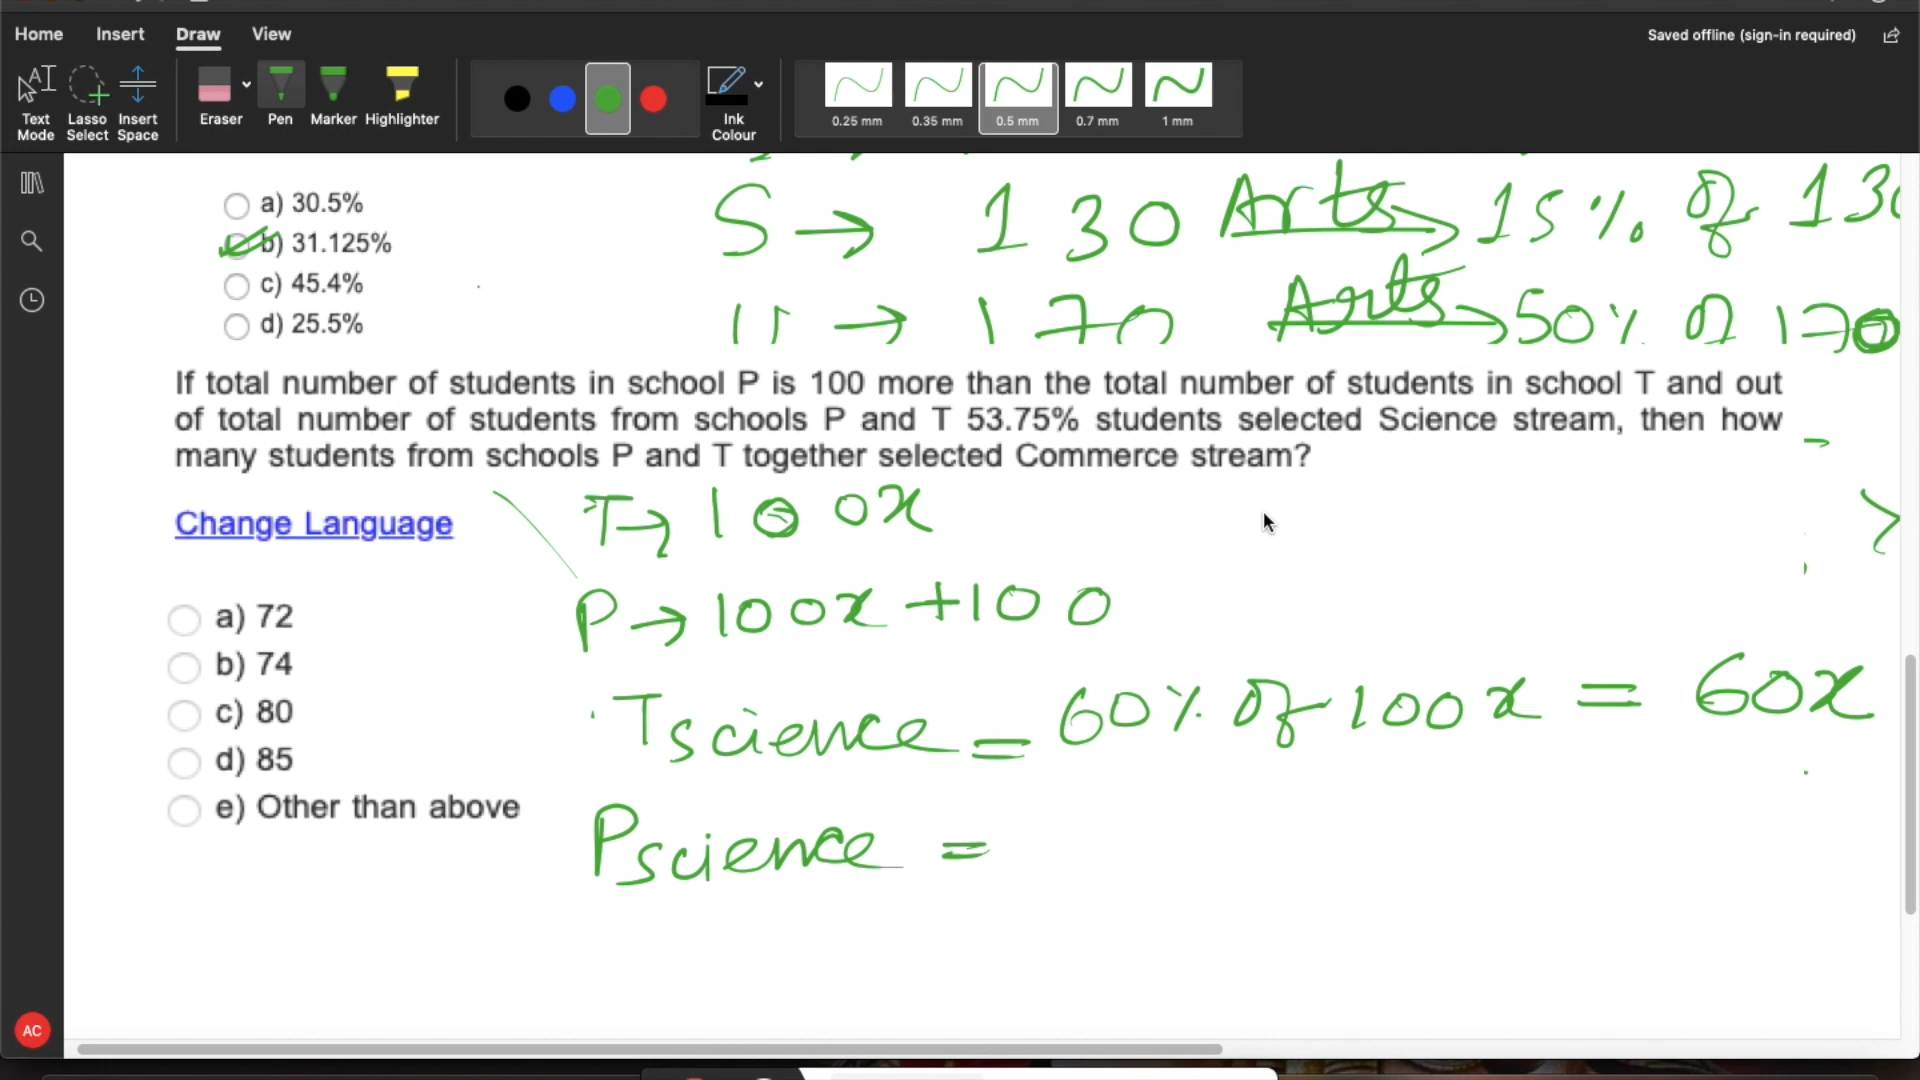 Home Insert Draw View Saved offline (sign-in required)
Text Mode Lasso Select Insert Space Eraser Pen Marker Highlighter Ink Colour 0.25 mm 0.35 mm 0.5 mm 0.7 mm 1 mm
a) 30.5%
b) 31.125%
c) 45.4%
d) 25.5%
S → 130 Arts → 15% of 130
→ 170 Arts → 50% of 170
If total number of students in school P is 100 more than the total number of students in school T and out
of total number of students from schools P and T 53.75% students selected Science stream, then how
many students from schools P and T together selected Commerce stream?
Change Language
T → 100x
P → 100x + 100
a) 72
b) 74
c) 80
d) 85
e) Other than above
T science = 60% of 100x = 60x
P science =
AC